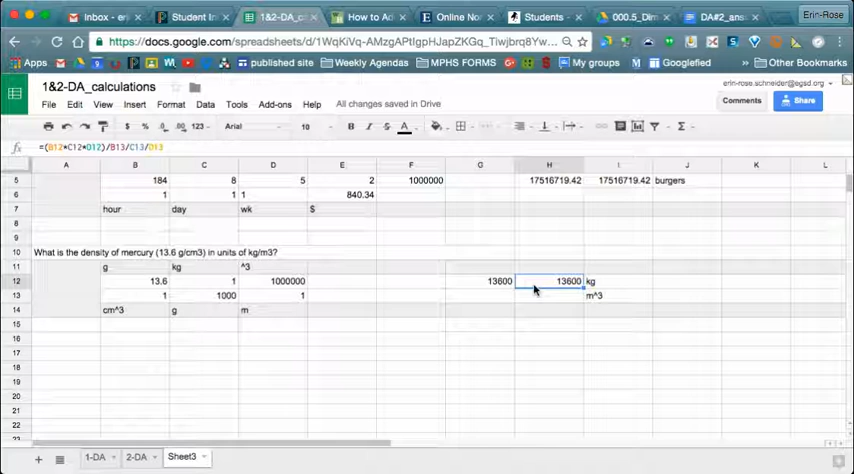 Inbox - er
Student In
1&2-DA_ca
How to Ad
Online No
Students -
000.5_Dim
DA#2_ans
Erin-Rose
https://docs.google.com/spreadsheets/d/1WqKiVq-AMzgAPtIgpHJapZKg_Tiwjbrq8Yw...
Apps
published site
Weekly Agendas
MPHS FORMS
My groups
Googlefied
Other Bookmarks
1&2-DA_calculations
erin-rose.schneider@egsd.org
File Edit View Insert Format Data Tools Add-ons Help All changes saved in Drive
Comments
Share
$ % .0 .00 123 Arial 10 B I S A
fx =(B12*C12*D12)/B13/C13/D13
A B C D E F G H I J K L
5 184 8 5 2 1000000 17516719.42 17516719.42 burgers
6 1 1 1 840.34
7 hour day wk $
8
9
10 What is the density of mercury (13.6 g/cm3) in units of kg/m3?
11 g kg ^3
12 13.6 1 1000000 13600 13600 kg
13 1 1000 1 m^3
14 cm^3 g m
15
16
17
18
19
20
21
22
23
1-DA 2-DA Sheet3